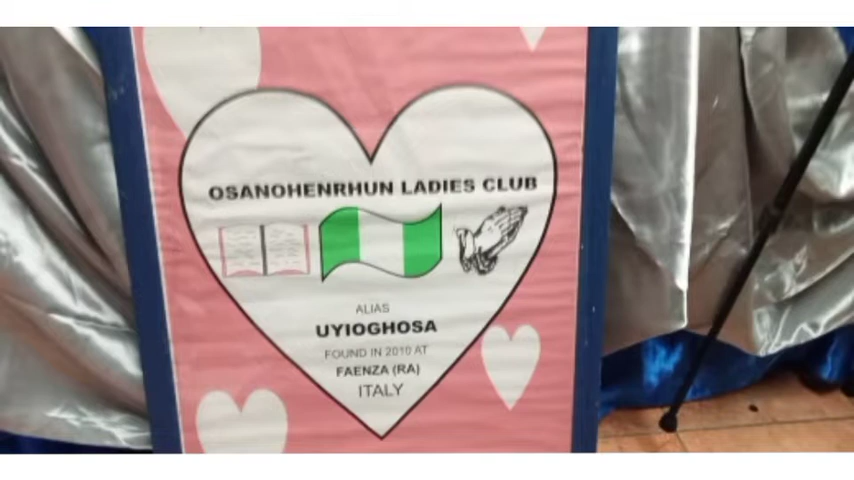 OSANOHENRHUN LADIES CLUB
ALIAS
UYIOGHOSA
FOUND IN 2010 AT
FAENZA (RA)
ITALY